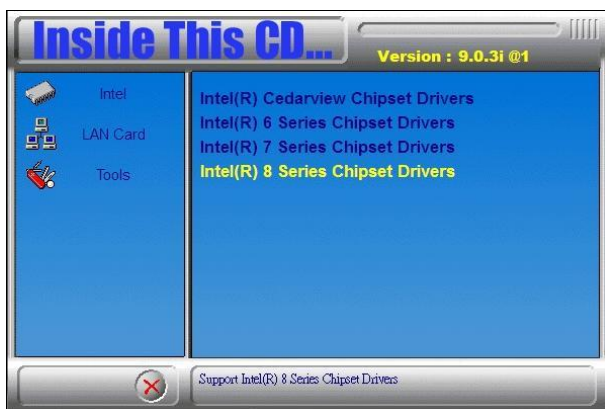 Inside This CD...
Version : 9.0.3i @1
Intel
LAN Card
Tools
Intel(R) Cedarview Chipset Drivers
Intel(R) 6 Series Chipset Drivers
Intel(R) 7 Series Chipset Drivers
Intel(R) 8 Series Chipset Drivers
Support Intel(R) 8 Series Chipset Drivers